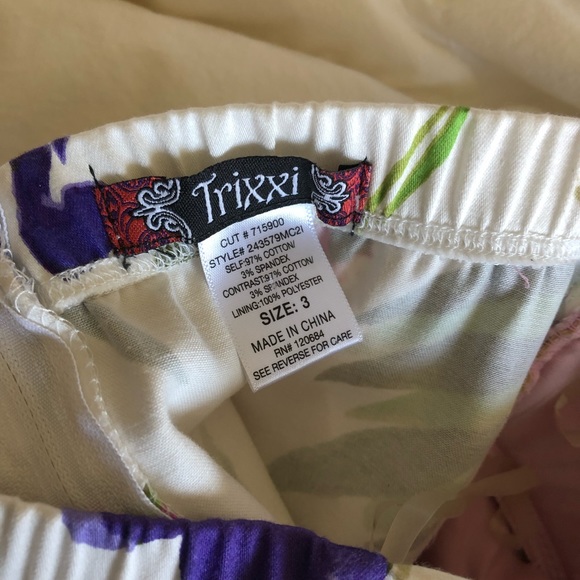 Trixxi
CUT # 715900
STYLE# 243579MC2I
SELF:97% COTTON/
3% SPANDEX
CONTRAST:97% COTTON/
3% SPANDEX
LINING:100% POLYESTER
SIZE: 3
MADE IN CHINA
RN# 120684
SEE REVERSE FOR CARE